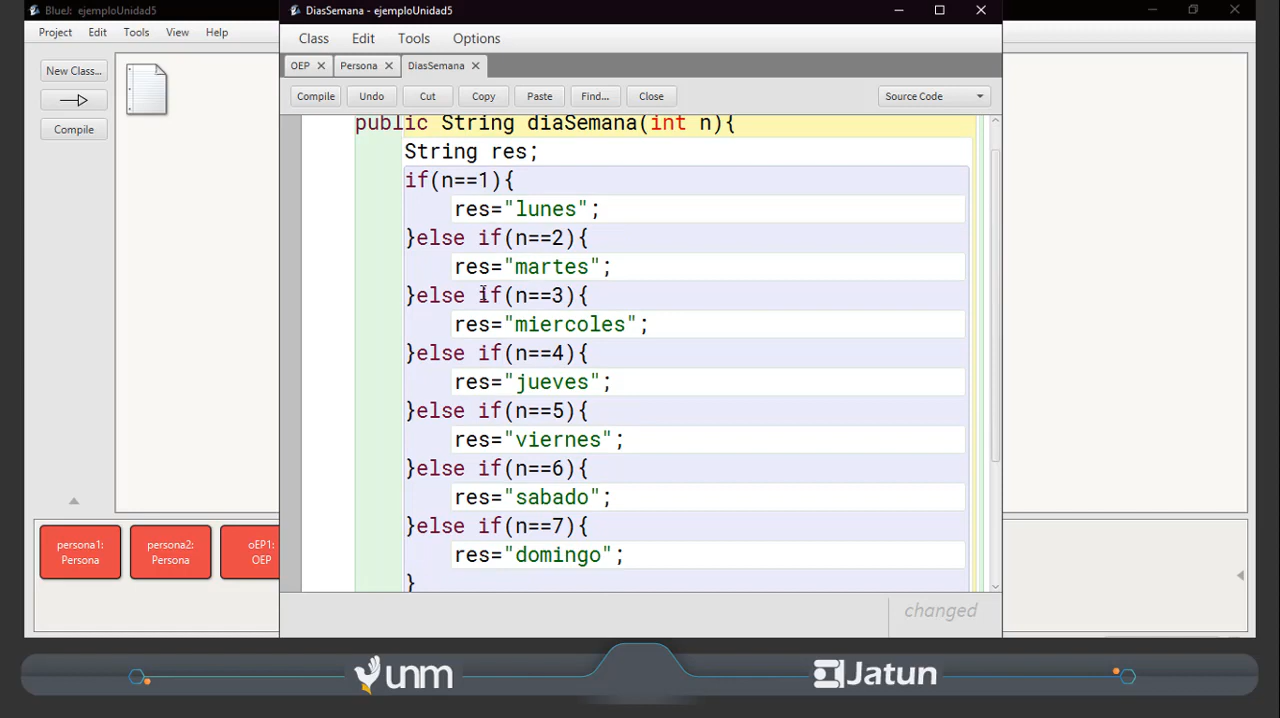 BlueJ: ejemploUnidad5
Project Edit Tools View Help
New Class...
Compile
DiasSemana - ejemploUnidad5
Class Edit Tools Options
OEP Persona DiasSemana
Compile Undo Cut Copy Paste Find... Close Source Code
public String diaSemana(int n){
String res;
if(n==1){
res="lunes";
}else if(n==2){
res="martes";
}else if(n==3){
res="miercoles";
}else if(n==4){
res="jueves";
}else if(n==5){
res="viernes";
}else if(n==6){
res="sabado";
}else if(n==7){
res="domingo";
}
changed
persona1:
Persona
persona2:
Persona
oEP1:
OEP
unm
Jatun